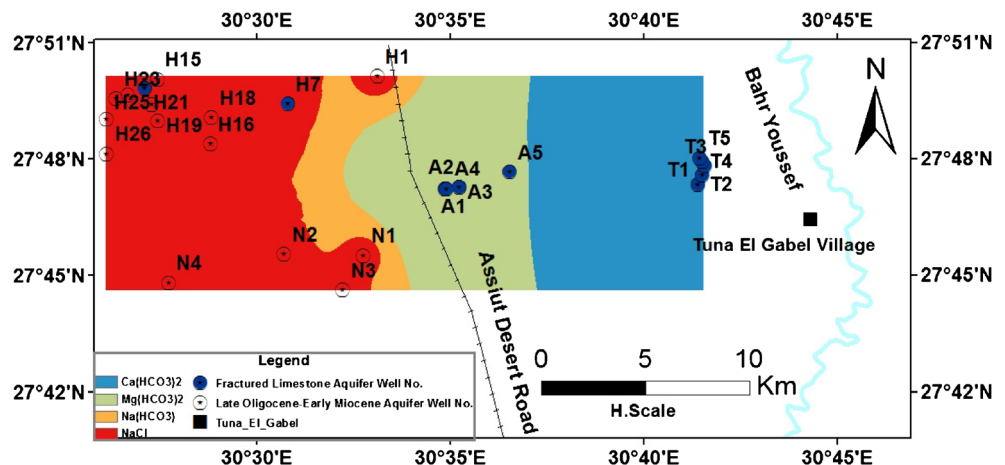 30°30'E 30°35'E 30°40'E 30°45'E
27°51'N 27°51'N
H15 H1
H23 H7
H25 H21 H18
H26 H19 H16
N
Bahr Youssef
27°48'N 27°48'N
A5 T5
A2 A4 T3 T4
T1
A1 A3 T2
Tuna El Gabel Village
N2 N1
N4 N3
27°45'N 27°45'N
Assiut Desert Road
0 5 10
Km
H.Scale
Legend
Ca(HCO3)2 Fractured Limestone Aquifer Well No.
Mg(HCO3)2 Late Oligocene-Early Miocene Aquifer Well No.
Na(HCO3) Tuna_El_Gabel
NaCl
27°42'N 27°42'N
30°30'E 30°35'E 30°40'E 30°45'E